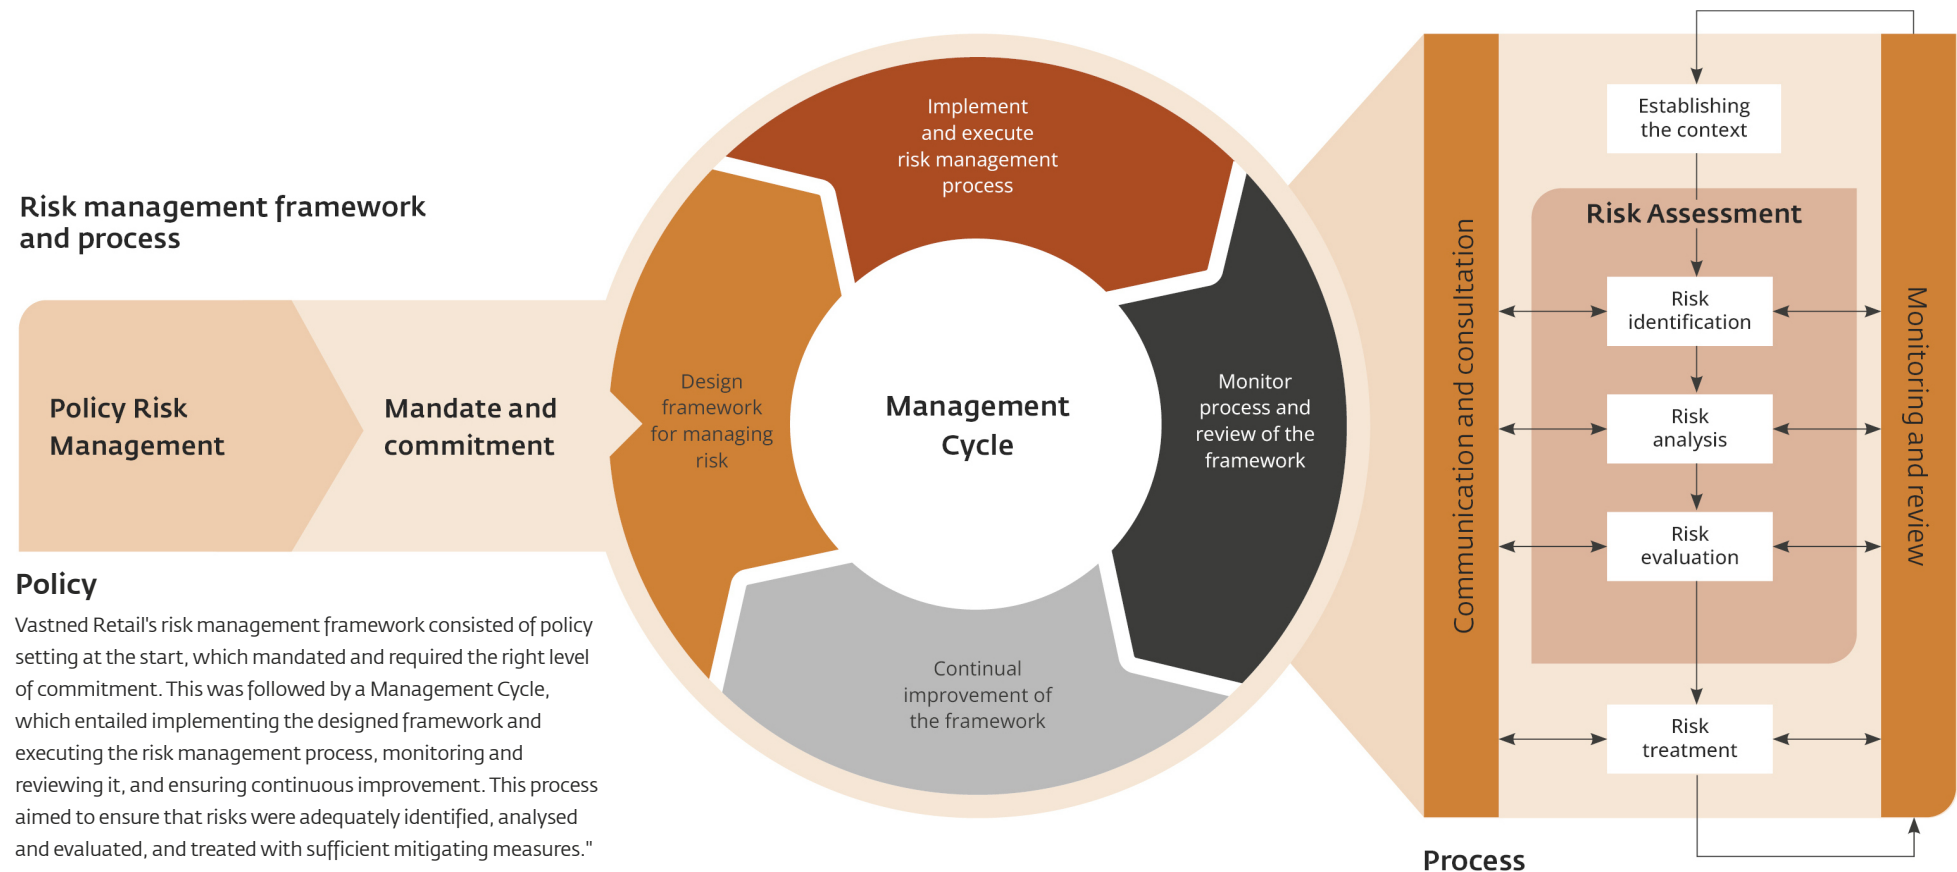 Risk management framework
and process
Policy Risk
Management
Mandate and
commitment
Policy
Vastned Retail's risk management framework consisted of policy
setting at the start, which mandated and required the right level
of commitment. This was followed by a Management Cycle,
which entailed implementing the designed framework and
executing the risk management process, monitoring and
reviewing it, and ensuring continuous improvement. This process
aimed to ensure that risks were adequately identified, analysed
and evaluated, and treated with sufficient mitigating measures."
Implement
and execute
risk management
process
Design
framework
for managing
risk
Management
Cycle
Monitor
process and
review of the
framework
Continual
improvement of
the framework
Communication and consultation
Establishing
the context
Risk Assessment
Risk
identification
Risk
analysis
Risk
evaluation
Risk
treatment
Monitoring and review
Process